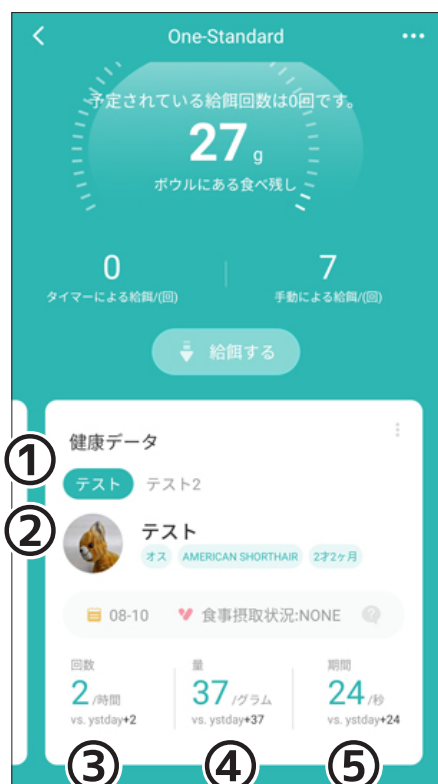 One-Standard
予定されている給餌回数は0回です。
27 g
ボウルにある食べ残し
0
7
タイマーによる給餌/(回)
手動による給餌/(回)
給餌する
健康データ
①
テスト テスト2
②
テスト
オス AMERICAN SHORTHAIR 2才2ヶ月
08-10 食事摂取状況:NONE ?
回数 量 期間
2 /時間 37 /グラム 24 /秒
vs. ystday+2 vs. ystday+37 vs. ystday+24
③ ④ ⑤